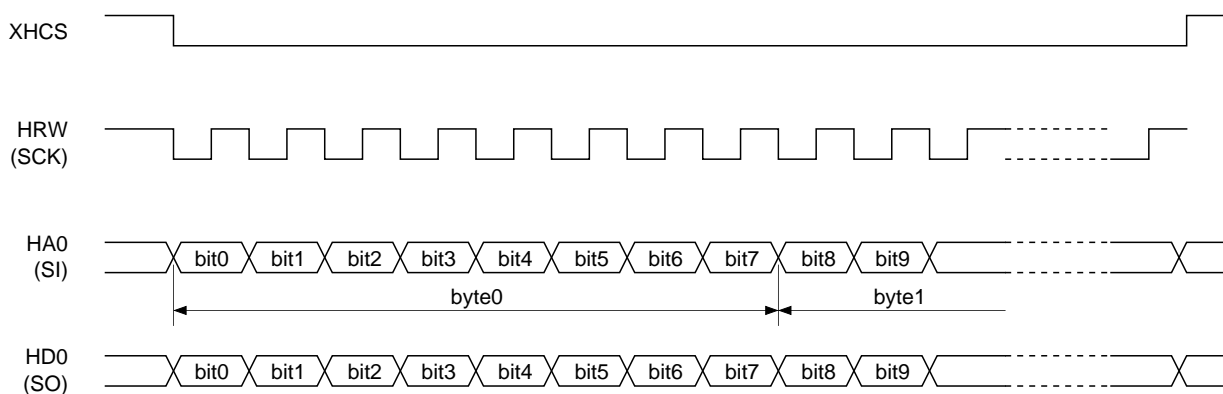 XHCS
HRW
(SCK)
HA0
(SI)
bit0 bit1 bit2 bit3 bit4 bit5 bit6 bit7 bit8 bit9
byte0 byte1
HD0
(SO)
bit0 bit1 bit2 bit3 bit4 bit5 bit6 bit7 bit8 bit9